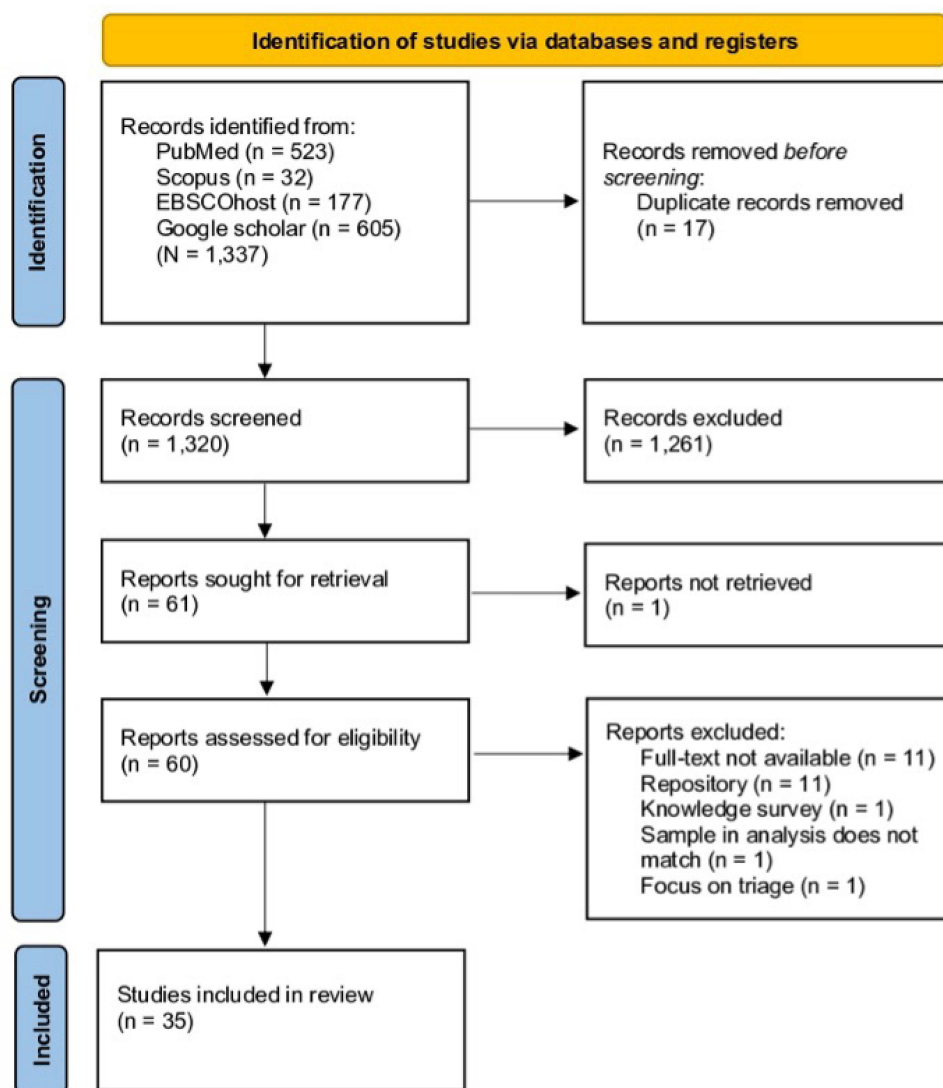 Identification of studies via databases and registers
Identification
Records identified from:
PubMed (n = 523)
Scopus (n = 32)
EBSCOhost (n = 177)
Google scholar (n = 605)
(N = 1,337)
Records removed before
screening:
Duplicate records removed
(n = 17)
Screening
Records screened
(n = 1,320)
Records excluded
(n = 1,261)
Reports sought for retrieval
(n = 61)
Reports not retrieved
(n = 1)
Reports assessed for eligibility
(n = 60)
Reports excluded:
Full-text not available (n = 11)
Repository (n = 11)
Knowledge survey (n = 1)
Sample in analysis does not
match (n = 1)
Focus on triage (n = 1)
Included
Studies included in review
(n = 35)